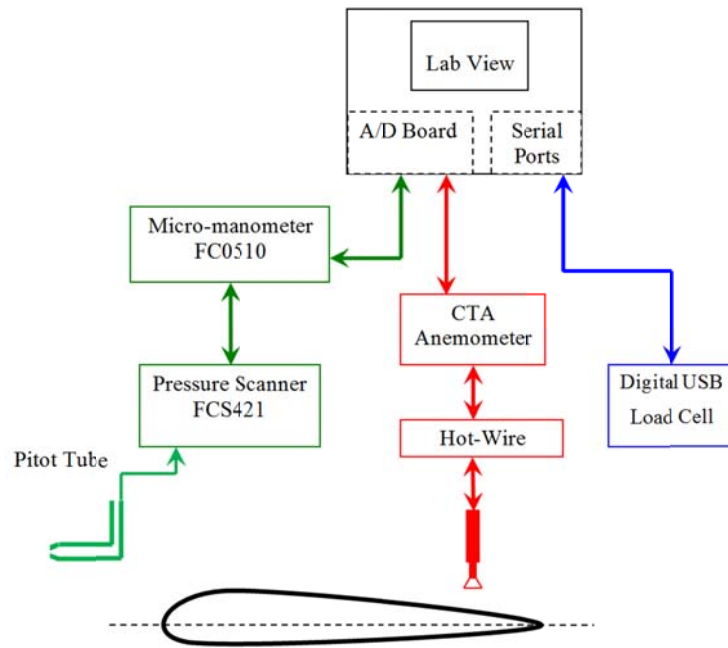 Lab View
A/D Board
Serial
Ports
Micro-manometer
FC0510
CTA
Anemometer
Pressure Scanner
FCS421
Digital USB
Load Cell
Hot-Wire
Pitot Tube